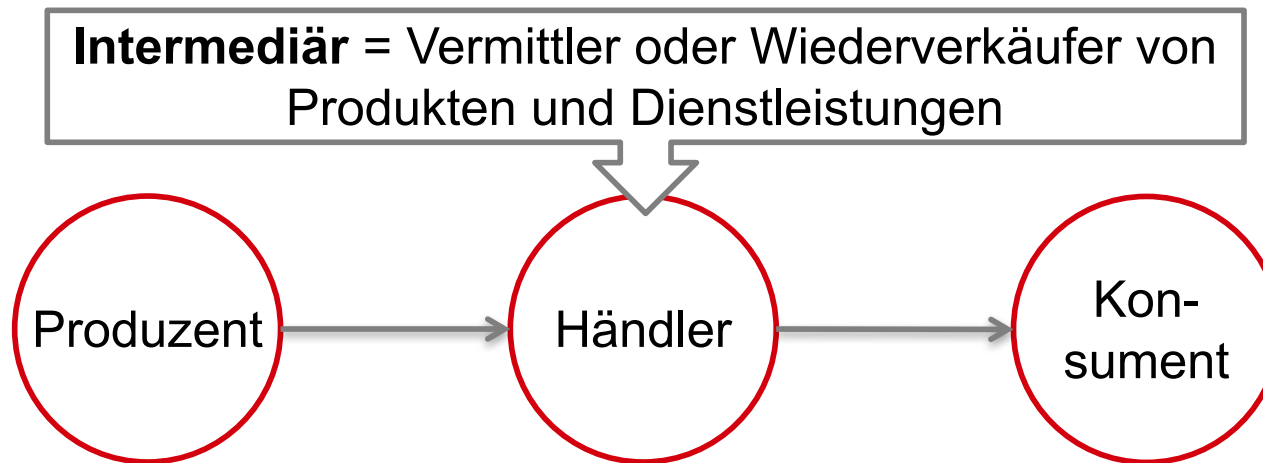 Intermediär = Vermittler oder Wiederverkäufer von
Produkten und Dienstleistungen
Produzent
Händler
Kon-
sument